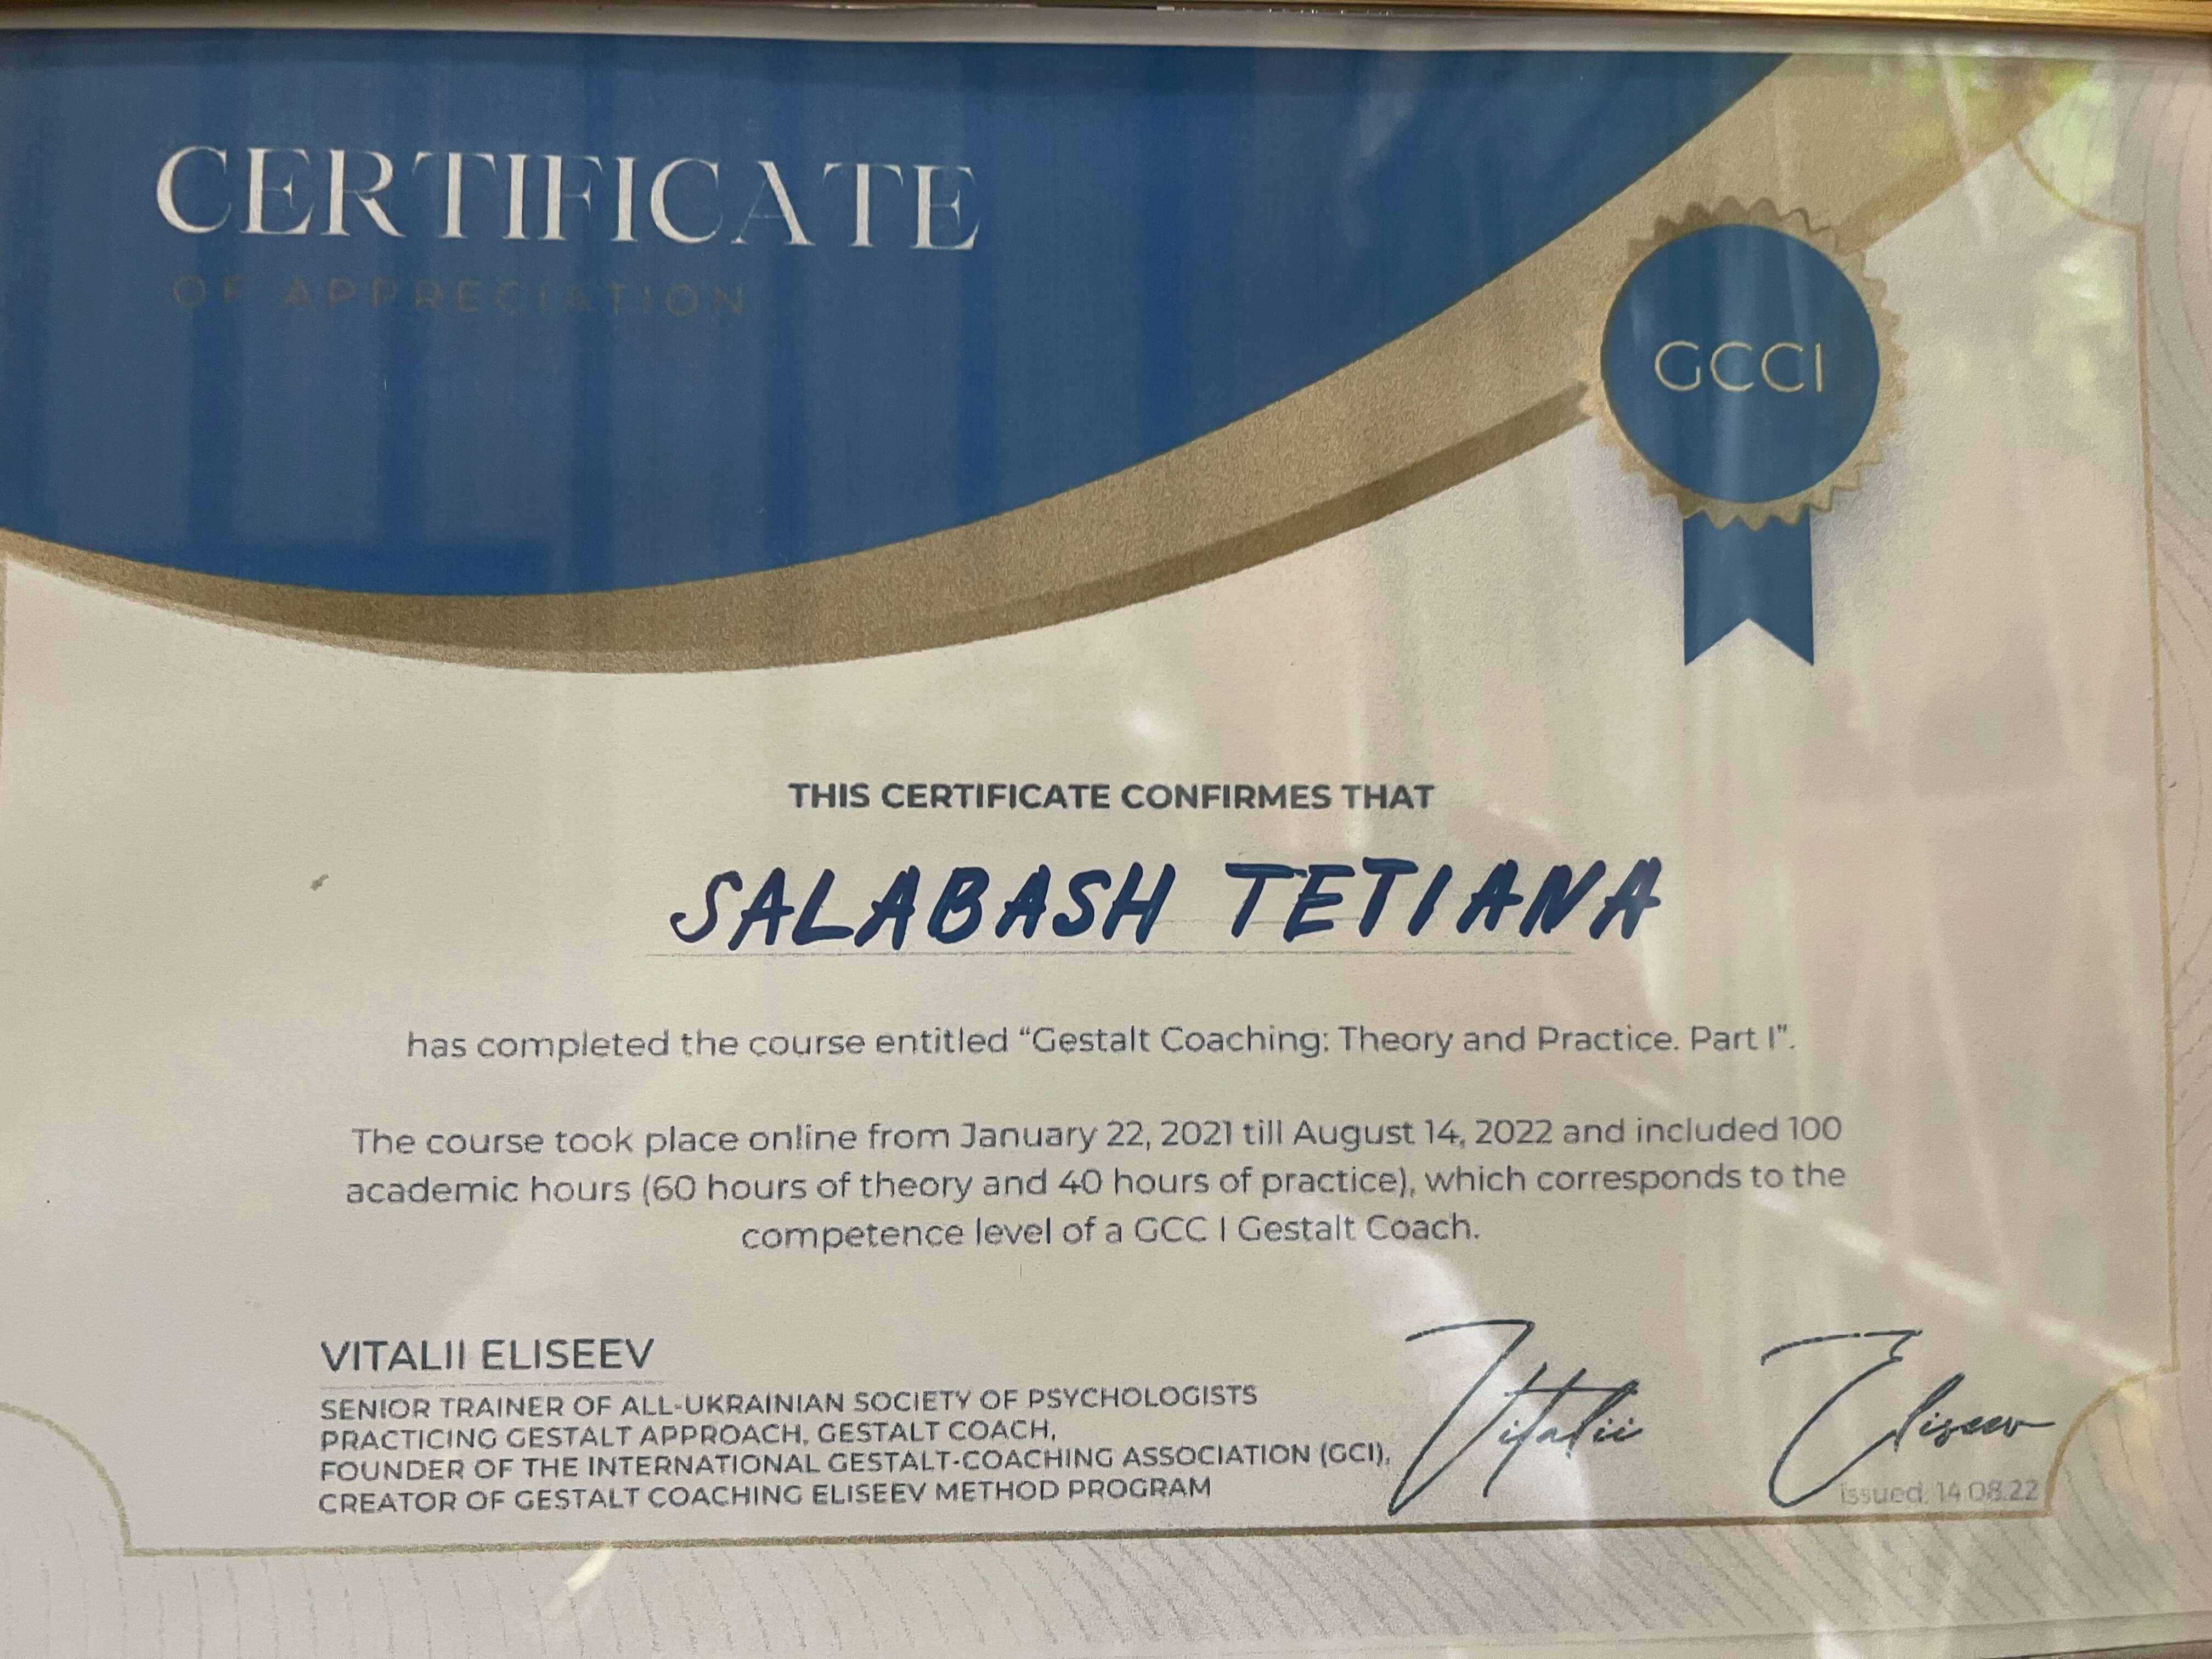 CERTIFICATE
OF APPRECIATION
GCCI
THIS CERTIFICATE CONFIRMES THAT
SALABASH TETIANA
has completed the course entitled “Gestalt Coaching: Theory and Practice. Part I”.
The course took place online from January 22, 2021 till August 14, 2022 and included 100
academic hours (60 hours of theory and 40 hours of practice), which corresponds to the
competence level of a GCC I Gestalt Coach.
VITALII ELISEEV
SENIOR TRAINER OF ALL-UKRAINIAN SOCIETY OF PSYCHOLOGISTS
PRACTICING GESTALT APPROACH, GESTALT COACH,
FOUNDER OF THE INTERNATIONAL GESTALT-COACHING ASSOCIATION (GCI),
CREATOR OF GESTALT COACHING ELISEEV METHOD PROGRAM
Vitalii Eliseev
issued, 14.08.22